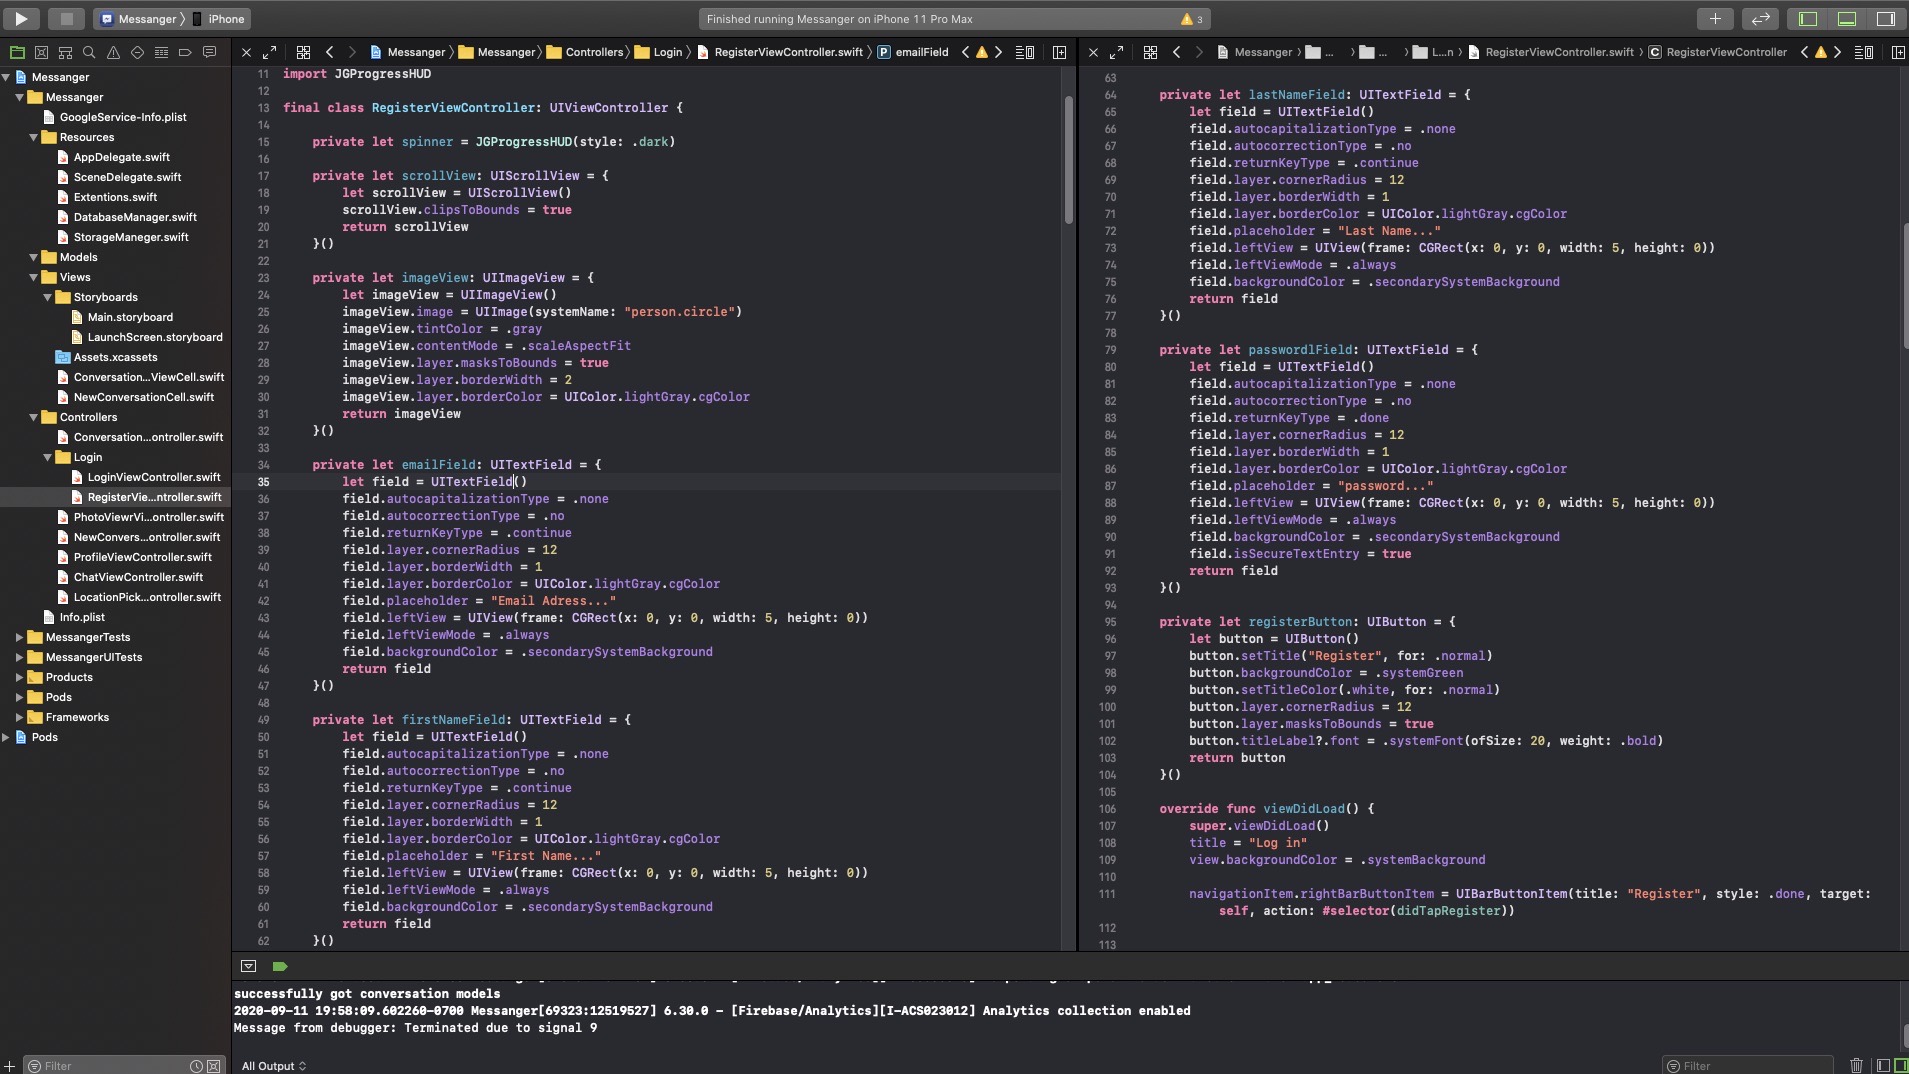 Messanger
iPhone
Finished running Messanger on iPhone 11 Pro Max
3
Messanger
Messanger
GoogleService-Info.plist
Resources
AppDelegate.swift
SceneDelegate.swift
Extentions.swift
DatabaseManager.swift
StorageManeger.swift
Models
Views
Storyboards
Main.storyboard
LaunchScreen.storyboard
Assets.xcassets
Conversation...ViewCell.swift
NewConversationCell.swift
Controllers
Conversation...ontroller.swift
Login
LoginViewController.swift
RegisterVie...ntroller.swift
PhotoViewrVi...ontroller.swift
NewConvers...ontroller.swift
ProfileViewController.swift
ChatViewController.swift
LocationPick...ontroller.swift
Info.plist
MessangerTests
MessangerUITests
Products
Pods
Frameworks
Pods
Filter
Messanger
Messanger
Controllers
Login
RegisterViewController.swift
P emailField
11 import JGProgressHUD
12
13 final class RegisterViewController: UIViewController {
14
15 private let spinner = JGProgressHUD(style: .dark)
16
17 private let scrollView: UIScrollView = {
18 let scrollView = UIScrollView()
19 scrollView.clipsToBounds = true
20 return scrollView
21 }()
22
23 private let imageView: UIImageView = {
24 let imageView = UIImageView()
25 imageView.image = UIImage(systemName: "person.circle")
26 imageView.tintColor = .gray
27 imageView.contentMode = .scaleAspectFit
28 imageView.layer.masksToBounds = true
29 imageView.layer.borderWidth = 2
30 imageView.layer.borderColor = UIColor.lightGray.cgColor
31 return imageView
32 }()
33
34 private let emailField: UITextField = {
35 let field = UITextField()
36 field.autocapitalizationType = .none
37 field.autocorrectionType = .no
38 field.returnKeyType = .continue
39 field.layer.cornerRadius = 12
40 field.layer.borderWidth = 1
41 field.layer.borderColor = UIColor.lightGray.cgColor
42 field.placeholder = "Email Adress..."
43 field.leftView = UIView(frame: CGRect(x: 0, y: 0, width: 5, height: 0))
44 field.leftViewMode = .always
45 field.backgroundColor = .secondarySystemBackground
46 return field
47 }()
48
49 private let firstNameField: UITextField = {
50 let field = UITextField()
51 field.autocapitalizationType = .none
52 field.autocorrectionType = .no
53 field.returnKeyType = .continue
54 field.layer.cornerRadius = 12
55 field.layer.borderWidth = 1
56 field.layer.borderColor = UIColor.lightGray.cgColor
57 field.placeholder = "First Name..."
58 field.leftView = UIView(frame: CGRect(x: 0, y: 0, width: 5, height: 0))
59 field.leftViewMode = .always
60 field.backgroundColor = .secondarySystemBackground
61 return field
62 }()
Messanger
...
...
L...n
RegisterViewController.swift
C RegisterViewController
63
64 private let lastNameField: UITextField = {
65 let field = UITextField()
66 field.autocapitalizationType = .none
67 field.autocorrectionType = .no
68 field.returnKeyType = .continue
69 field.layer.cornerRadius = 12
70 field.layer.borderWidth = 1
71 field.layer.borderColor = UIColor.lightGray.cgColor
72 field.placeholder = "Last Name..."
73 field.leftView = UIView(frame: CGRect(x: 0, y: 0, width: 5, height: 0))
74 field.leftViewMode = .always
75 field.backgroundColor = .secondarySystemBackground
76 return field
77 }()
78
79 private let passwordlField: UITextField = {
80 let field = UITextField()
81 field.autocapitalizationType = .none
82 field.autocorrectionType = .no
83 field.returnKeyType = .done
84 field.layer.cornerRadius = 12
85 field.layer.borderWidth = 1
86 field.layer.borderColor = UIColor.lightGray.cgColor
87 field.placeholder = "password..."
88 field.leftView = UIView(frame: CGRect(x: 0, y: 0, width: 5, height: 0))
89 field.leftViewMode = .always
90 field.backgroundColor = .secondarySystemBackground
91 field.isSecureTextEntry = true
92 return field
93 }()
94
95 private let registerButton: UIButton = {
96 let button = UIButton()
97 button.setTitle("Register", for: .normal)
98 button.backgroundColor = .systemGreen
99 button.setTitleColor(.white, for: .normal)
100 button.layer.cornerRadius = 12
101 button.layer.masksToBounds = true
102 button.titleLabel?.font = .systemFont(ofSize: 20, weight: .bold)
103 return button
104 }()
105
106 override func viewDidLoad() {
107 super.viewDidLoad()
108 title = "Log in"
109 view.backgroundColor = .systemBackground
110
111 navigationItem.rightBarButtonItem = UIBarButtonItem(title: "Register", style: .done, target:
self, action: #selector(didTapRegister))
112
113
successfully got conversation models
2020-09-11 19:58:09.602260-0700 Messanger[69323:12519527] 6.30.0 - [Firebase/Analytics][I-ACS023012] Analytics collection enabled
Message from debugger: Terminated due to signal 9
All Output
Filter